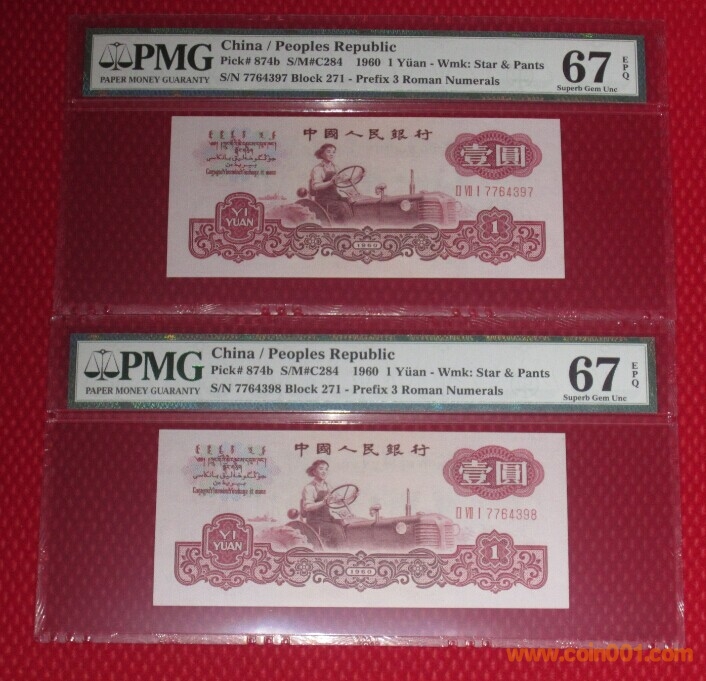 PMG
PAPER MONEY GUARANTY
China / Peoples Republic
Pick# 874b S/M#C284 1960 1 Yüan - Wmk: Star & Pants
S/N 7764397 Block 271 - Prefix 3 Roman Numerals
67
EPQ
Superb Gem Unc
中國人民銀行
壹圓
II VII I 7764397
YI YUAN
1960
1
PMG
PAPER MONEY GUARANTY
China / Peoples Republic
Pick# 874b S/M#C284 1960 1 Yüan - Wmk: Star & Pants
S/N 7764398 Block 271 - Prefix 3 Roman Numerals
67
EPQ
Superb Gem Unc
中國人民銀行
壹圓
II VII I 7764398
YI YUAN
1960
1
www.coin001.com